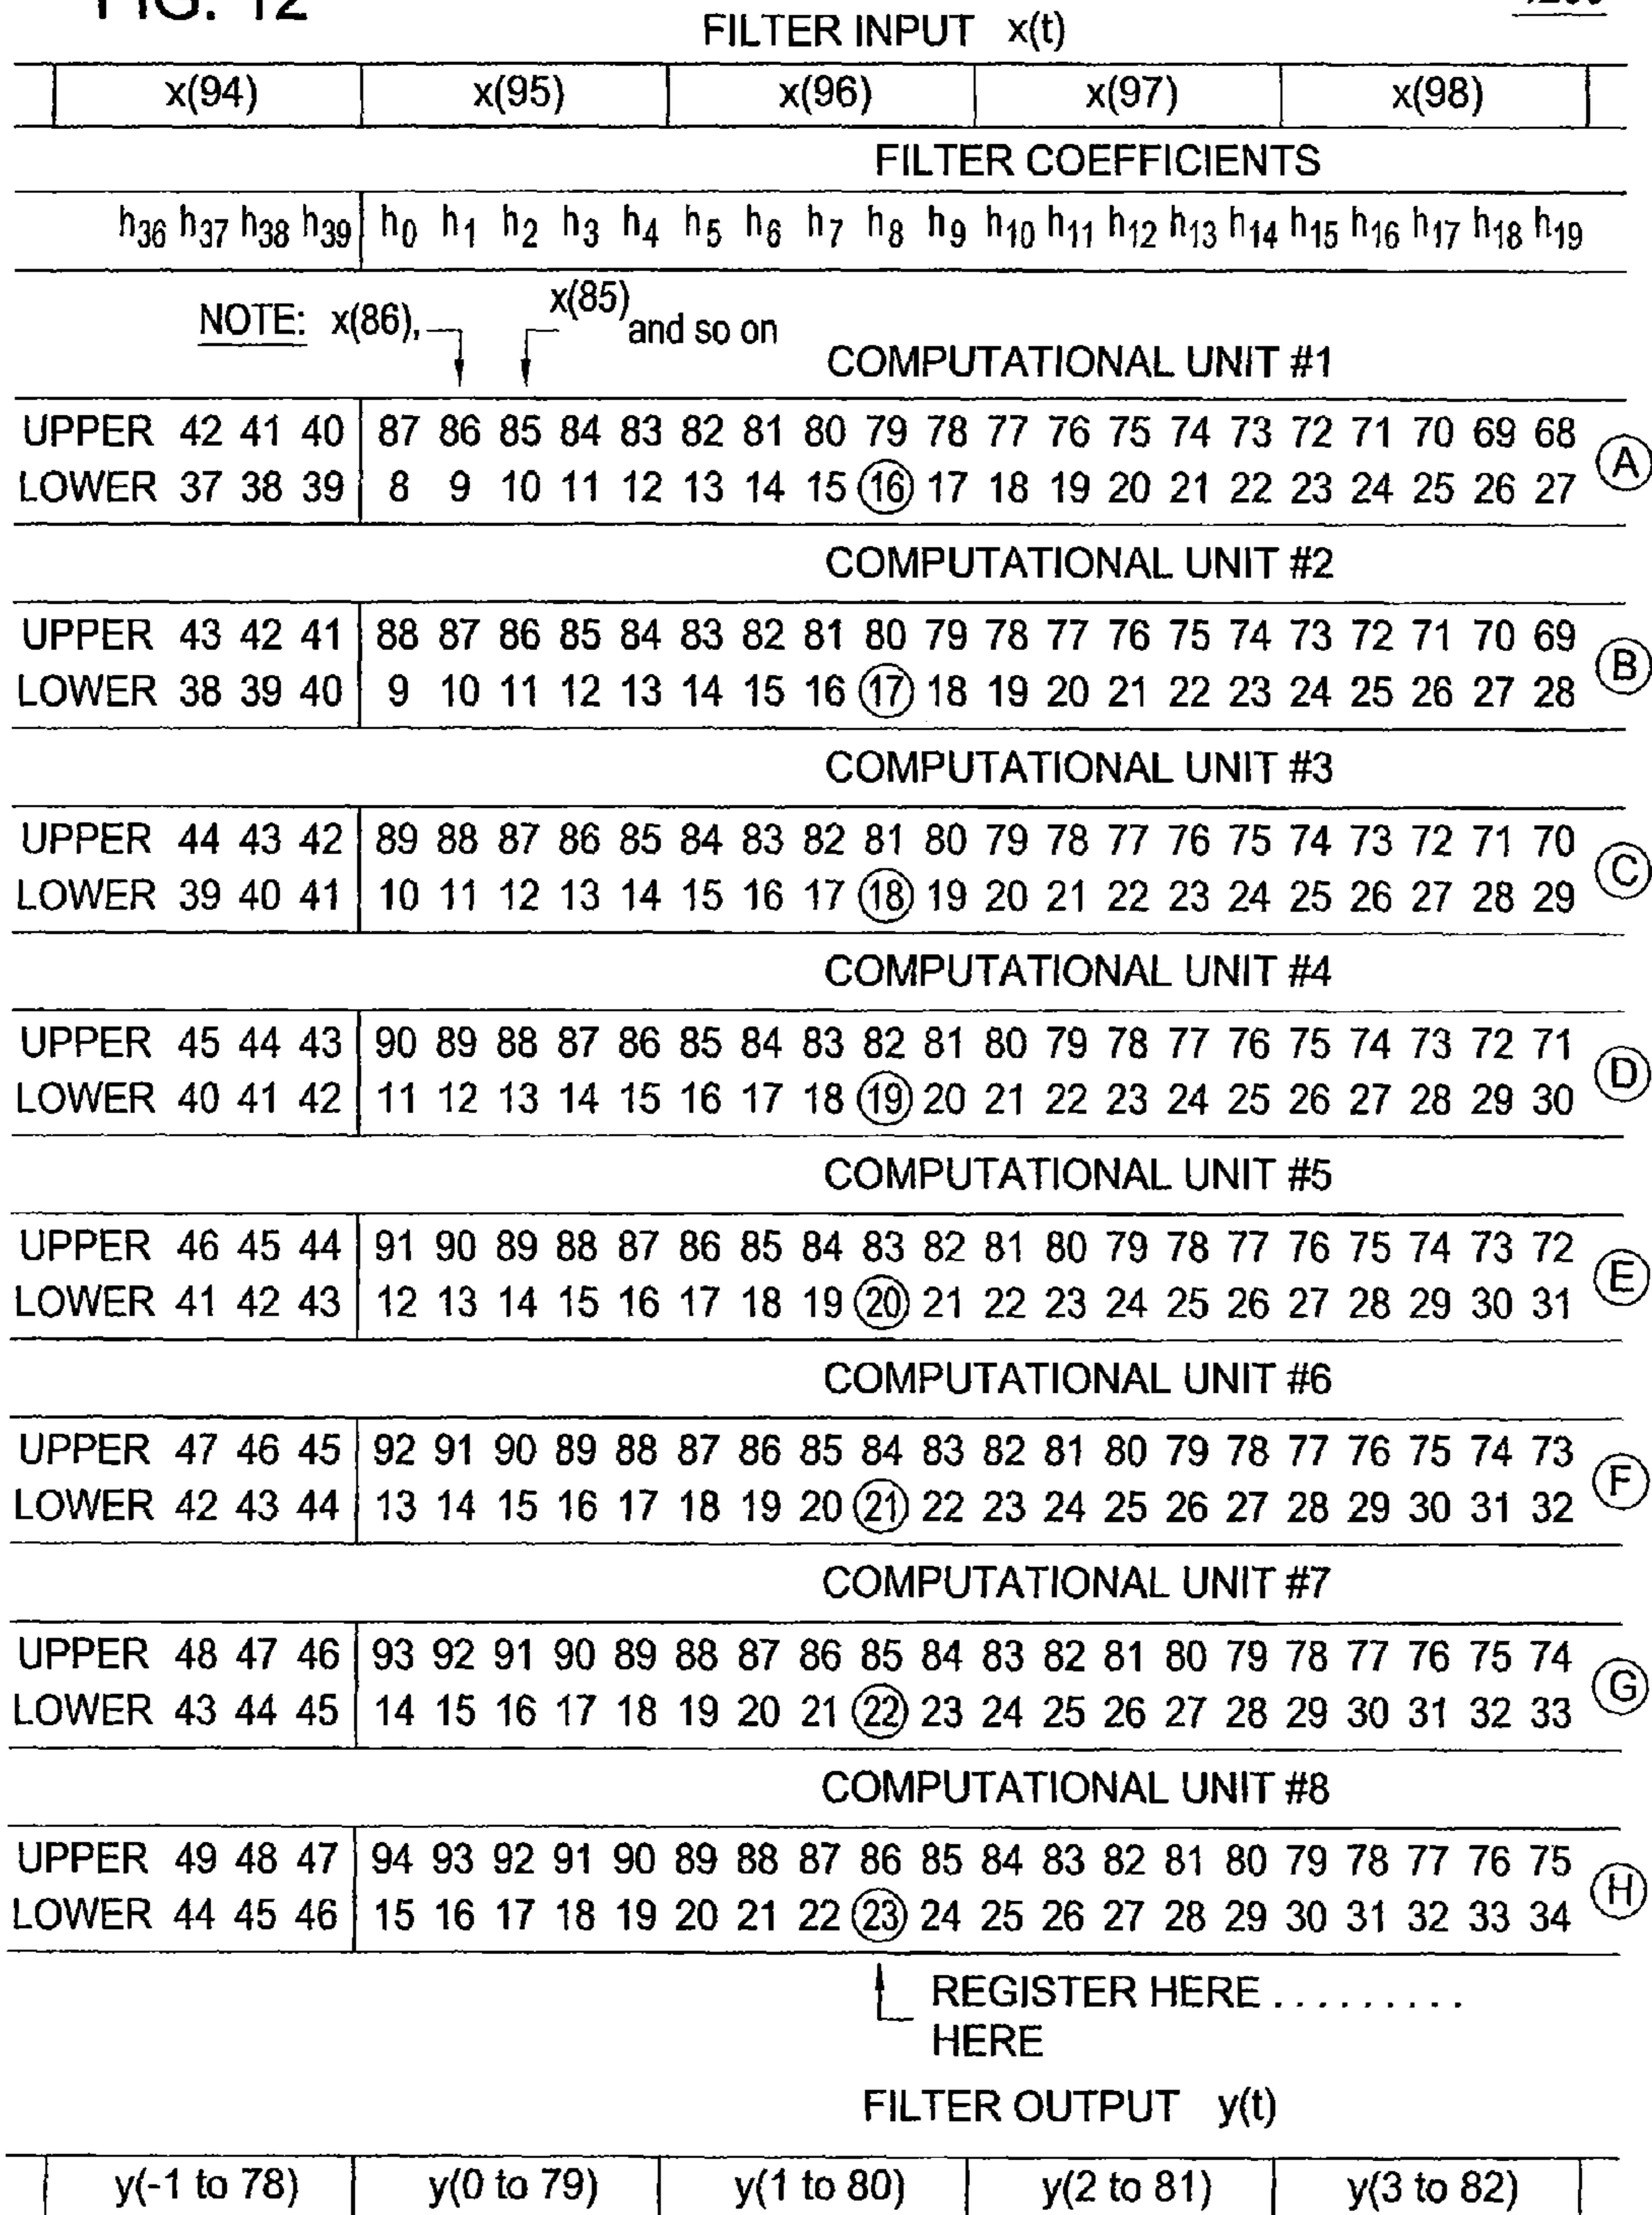 FIG. 12
FILTER INPUT x(t)
x(94) x(95) x(96) x(97) x(98)
FILTER COEFFICIENTS
h36 h37 h38 h39 h0 h1 h2 h3 h4 h5 h6 h7 h8 h9 h10 h11 h12 h13 h14 h15 h16 h17 h18 h19
NOTE: x(86), x(85) and so on
COMPUTATIONAL UNIT #1
UPPER 42 41 40 87 86 85 84 83 82 81 80 79 78 77 76 75 74 73 72 71 70 69 68
A
LOWER 37 38 39 8 9 10 11 12 13 14 15 16 17 18 19 20 21 22 23 24 25 26 27
COMPUTATIONAL UNIT #2
UPPER 43 42 41 88 87 86 85 84 83 82 81 80 79 78 77 76 75 74 73 72 71 70 69
B
LOWER 38 39 40 9 10 11 12 13 14 15 16 17 18 19 20 21 22 23 24 25 26 27 28
COMPUTATIONAL UNIT #3
UPPER 44 43 42 89 88 87 86 85 84 83 82 81 80 79 78 77 76 75 74 73 72 71 70
C
LOWER 39 40 41 10 11 12 13 14 15 16 17 18 19 20 21 22 23 24 25 26 27 28 29
COMPUTATIONAL UNIT #4
UPPER 45 44 43 90 89 88 87 86 85 84 83 82 81 80 79 78 77 76 75 74 73 72 71
D
LOWER 40 41 42 11 12 13 14 15 16 17 18 19 20 21 22 23 24 25 26 27 28 29 30
COMPUTATIONAL UNIT #5
UPPER 46 45 44 91 90 89 88 87 86 85 84 83 82 81 80 79 78 77 76 75 74 73 72
E
LOWER 41 42 43 12 13 14 15 16 17 18 19 20 21 22 23 24 25 26 27 28 29 30 31
COMPUTATIONAL UNIT #6
UPPER 47 46 45 92 91 90 89 88 87 86 85 84 83 82 81 80 79 78 77 76 75 74 73
F
LOWER 42 43 44 13 14 15 16 17 18 19 20 21 22 23 24 25 26 27 28 29 30 31 32
COMPUTATIONAL UNIT #7
UPPER 48 47 46 93 92 91 90 89 88 87 86 85 84 83 82 81 80 79 78 77 76 75 74
G
LOWER 43 44 45 14 15 16 17 18 19 20 21 22 23 24 25 26 27 28 29 30 31 32 33
COMPUTATIONAL UNIT #8
UPPER 49 48 47 94 93 92 91 90 89 88 87 86 85 84 83 82 81 80 79 78 77 76 75
H
LOWER 44 45 46 15 16 17 18 19 20 21 22 23 24 25 26 27 28 29 30 31 32 33 34
REGISTER HERE . . . . . . . . .
HERE
FILTER OUTPUT y(t)
y(-1 to 78) y(0 to 79) y(1 to 80) y(2 to 81) y(3 to 82)